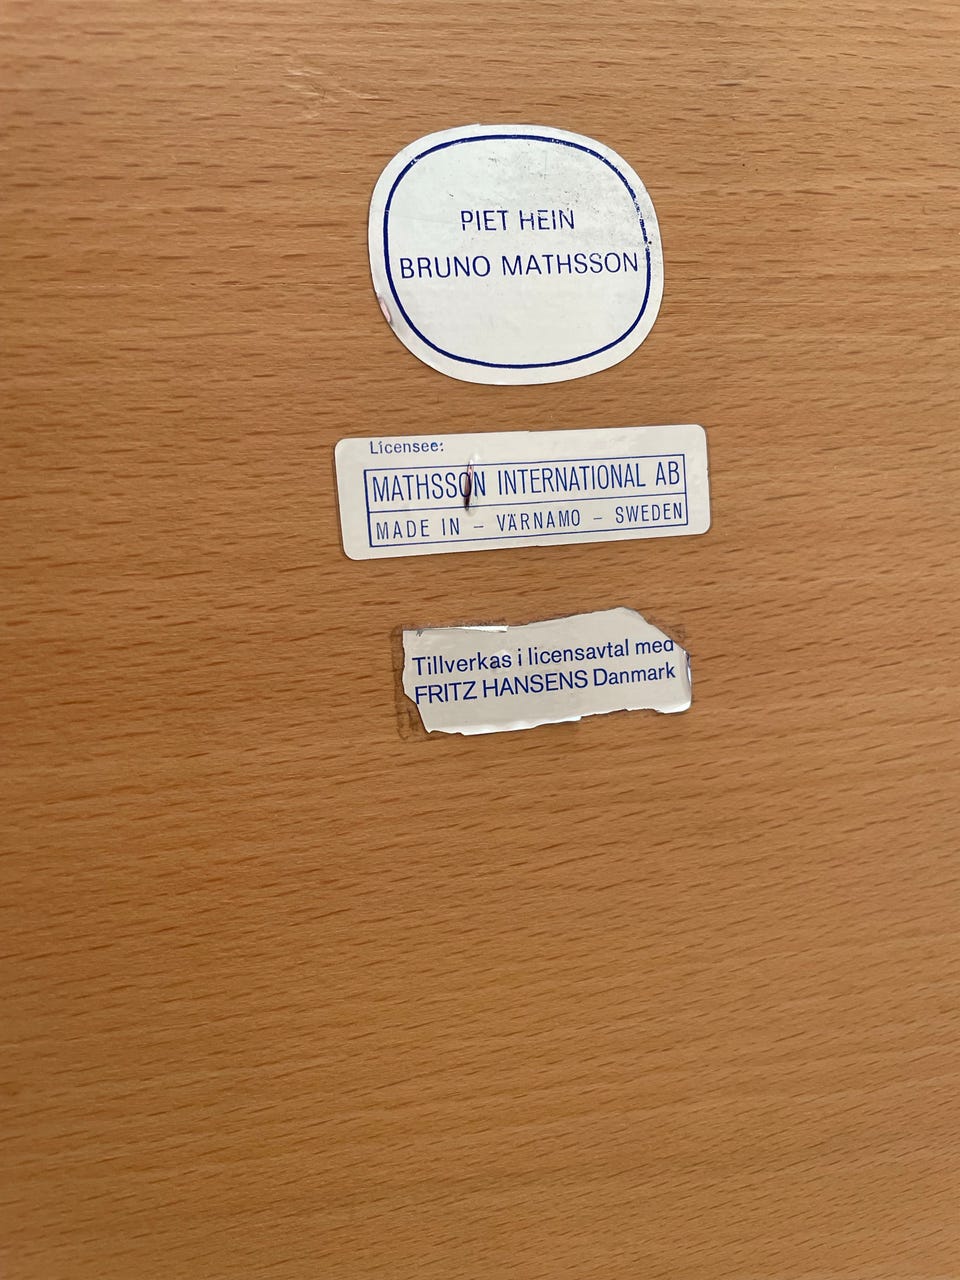 PIET HEIN
BRUNO MATHSSON
Licensee:
MATHSSON INTERNATIONAL AB
MADE IN – VÄRNAMO – SWEDEN
Tillverkas i licensavtal med
FRITZ HANSENS Danmark